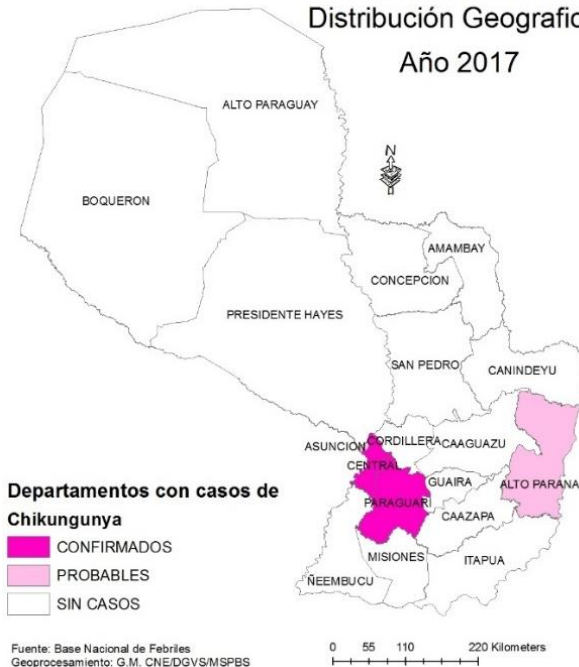 Distribución Geografic
Año 2017
N
ALTO PARAGUAY
BOQUERON
AMAMBAY
CONCEPCION
PRESIDENTE HAYES
SAN PEDRO
CANINDEYU
CORDILLERA
CAAGUAZU
ASUNCION
CENTRAL
GUAIRA
ALTO PARANA
PARAGUARI
CAAZAPA
MISIONES
ITAPUA
ÑEEMBUCU
Departamentos con casos de
Chikungunya
CONFIRMADOS
PROBABLES
SIN CASOS
Fuente: Base Nacional de Febriles
Geoprocesamiento: G.M. CNE/DGVS/MSPBS
0 55 110 220 Kilometers